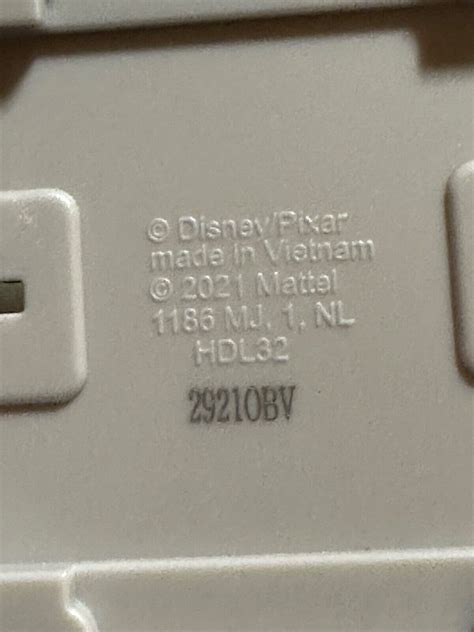 © Disney/Pixar
made in Vietnam
© 2021 Mattel
1186 MJ, 1, NL
HDL32
29210BV